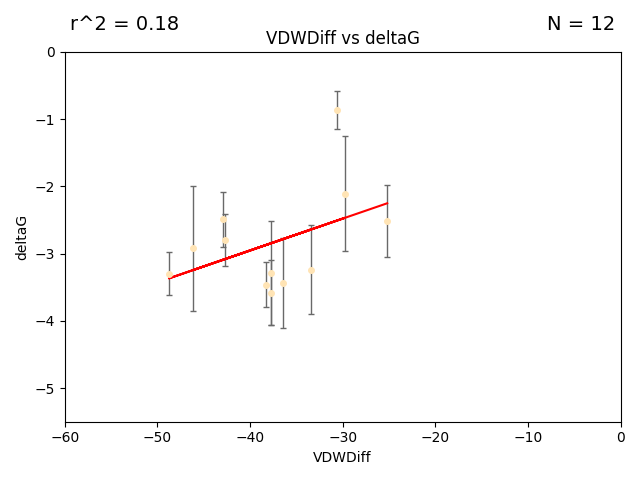 r^2 = 0.18
N = 12
VDWDiff vs deltaG
0
−1
−2
−3
−4
−5
deltaG
−60 −50 −40 −30 −20 −10 0
VDWDiff